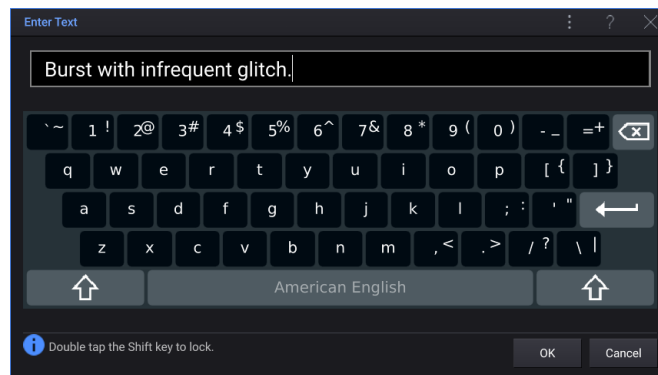 Enter Text
?
Burst with infrequent glitch.
` ~ 1 ! 2 @ 3 # 4 $ 5 % 6 ^ 7 & 8 * 9 ( 0 ) - _ = +
q w e r t y u i o p [ { ] }
a s d f g h j k l ; : ' "
z x c v b n m , < . > / ? \ |
American English
i Double tap the Shift key to lock.
OK Cancel